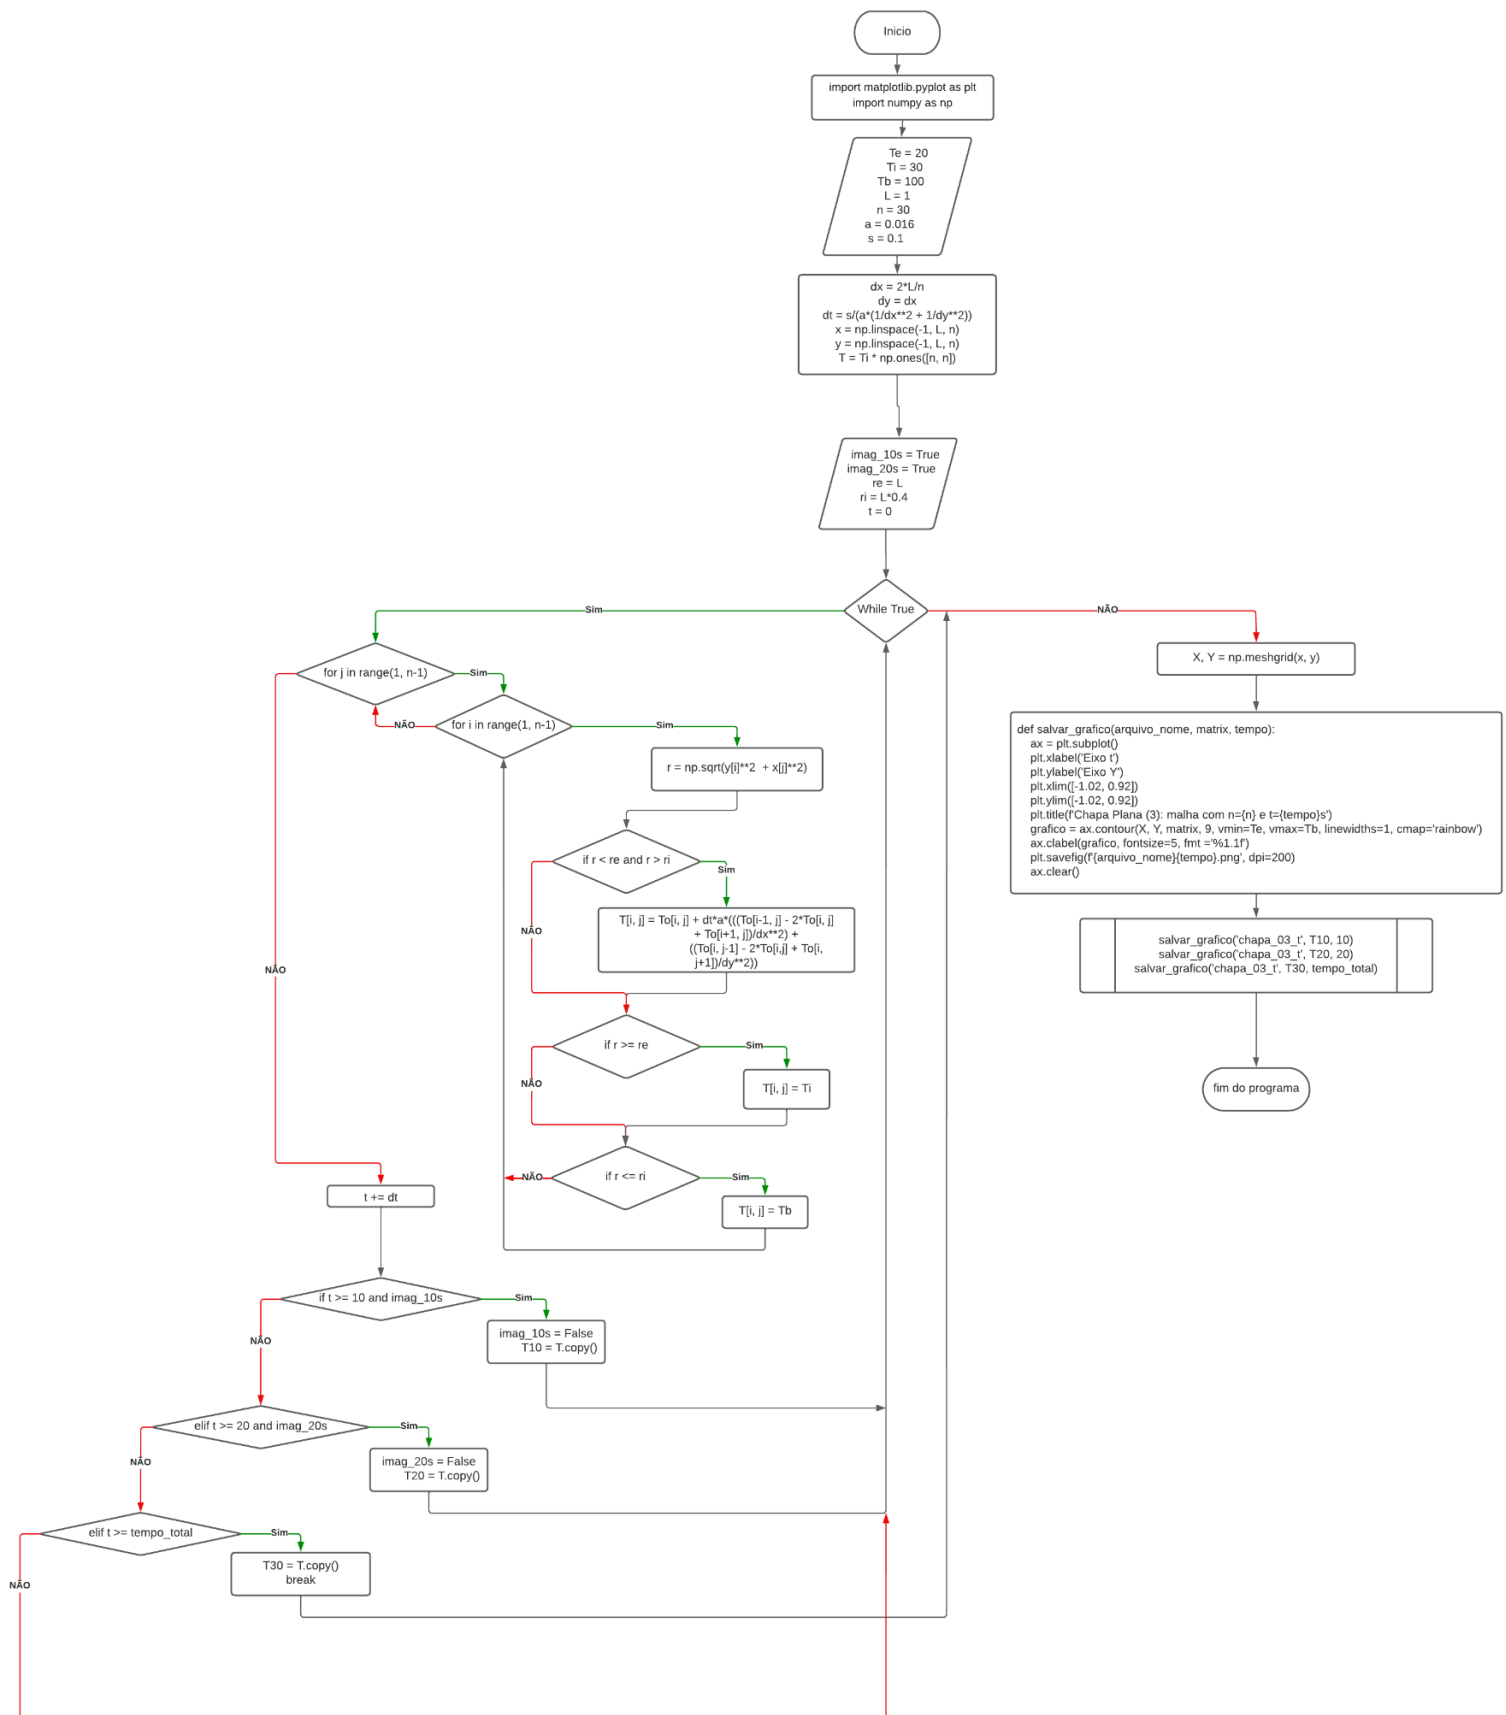 Inicio
import matplotlib.pyplot as plt
import numpy as np
Te = 20
Ti = 30
Tb = 100
L = 1
n = 30
a = 0.016
s = 0.1
dx = 2*L/n
dy = dx
dt = s/(a*(1/dx**2 + 1/dy**2))
x = np.linspace(-1, L, n)
y = np.linspace(-1, L, n)
T = Ti * np.ones([n, n])
imag_10s = True
imag_20s = True
re = L
ri = L*0.4
t = 0
While True
Sim
NÃO
for j in range(1, n-1)
Sim
NÃO
for i in range(1, n-1)
Sim
NÃO
r = np.sqrt(y[i]**2  + x[j]**2)
if r < re and r > ri
Sim
NÃO
T[i, j] = To[i, j] + dt*a*(((To[i-1, j] - 2*To[i, j]
+ To[i+1, j])/dx**2) +
((To[i, j-1] - 2*To[i,j] + To[i,
j+1])/dy**2))
if r >= re
Sim
NÃO
T[i, j] = Ti
if r <= ri
Sim
NÃO
T[i, j] = Tb
t += dt
if t >= 10 and imag_10s
Sim
NÃO
imag_10s = False
T10 = T.copy()
elif t >= 20 and imag_20s
Sim
NÃO
imag_20s = False
T20 = T.copy()
elif t >= tempo_total
Sim
NÃO
T30 = T.copy()
break
X, Y = np.meshgrid(x, y)
def salvar_grafico(arquivo_nome, matrix, tempo):
ax = plt.subplot()
plt.xlabel('Eixo t')
plt.ylabel('Eixo Y')
plt.xlim([-1.02, 0.92])
plt.ylim([-1.02, 0.92])
plt.title(f'Chapa Plana (3): malha com n={n} e t={tempo}s')
grafico = ax.contour(X, Y, matrix, 9, vmin=Te, vmax=Tb, linewidths=1, cmap='rainbow')
ax.clabel(grafico, fontsize=5, fmt ='%1.1f')
plt.savefig(f'{arquivo_nome}{tempo}.png', dpi=200)
ax.clear()
salvar_grafico('chapa_03_t', T10, 10)
salvar_grafico('chapa_03_t', T20, 20)
salvar_grafico('chapa_03_t', T30, tempo_total)
fim do programa